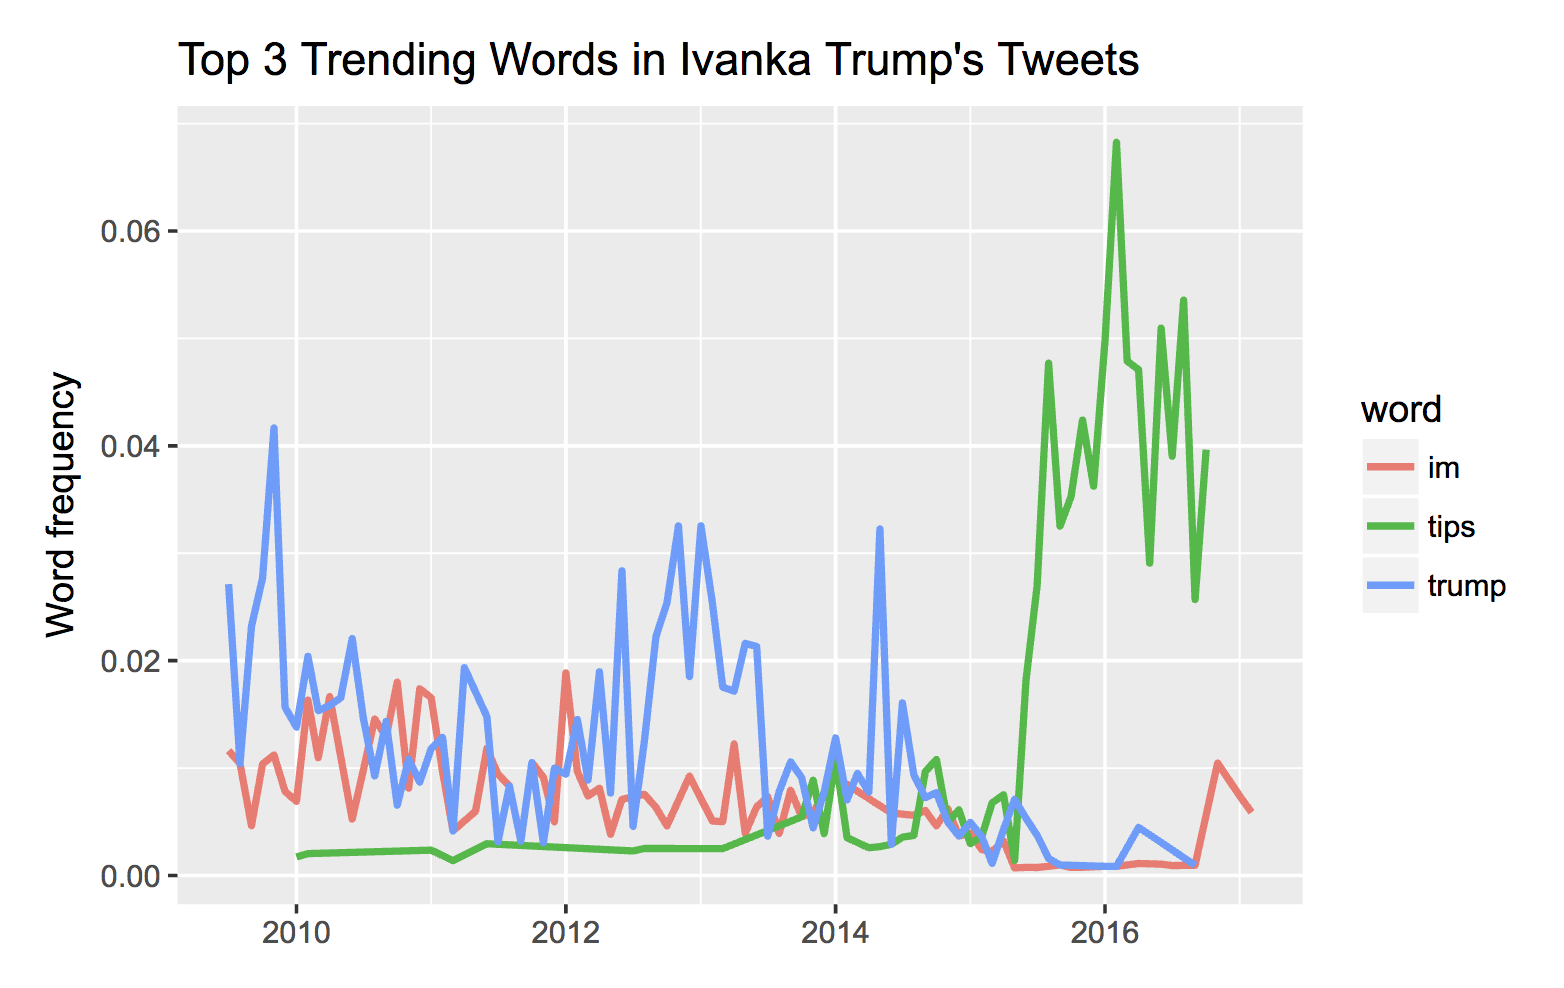 Top 3 Trending Words in Ivanka Trump's Tweets
Word frequency
0.06
0.04
0.02
0.00
2010 2012 2014 2016
word
im
tips
trump